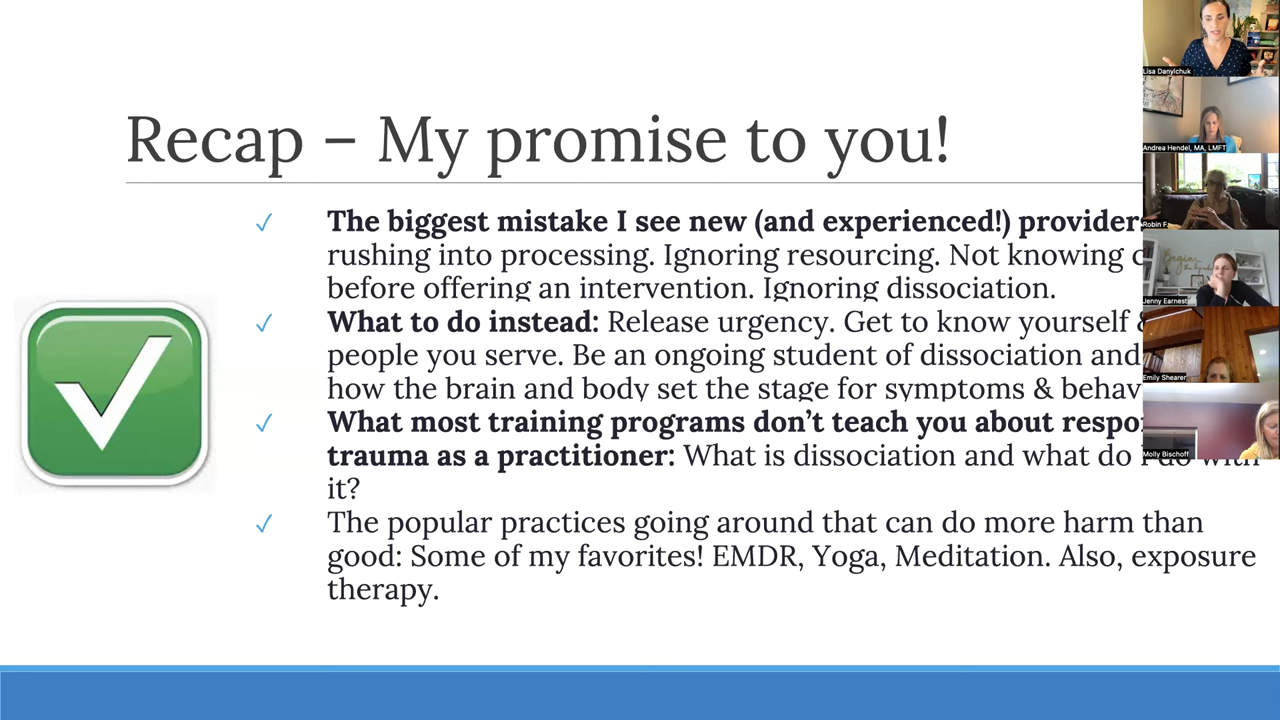 Recap – My promise to you!
✓ The biggest mistake I see new (and experienced!) provider
rushing into processing. Ignoring resourcing. Not knowing
before offering an intervention. Ignoring dissociation.
✓ What to do instead: Release urgency. Get to know yourself &
people you serve. Be an ongoing student of dissociation and
how the brain and body set the stage for symptoms &
✓ What most training programs don’t teach you about
trauma as a practitioner: What is dissociation and what do I do with
it?
✓ The popular practices going around that can do more harm than
good: Some of my favorites! EMDR, Yoga, Meditation. Also, exposure
therapy.
Lisa Danylchuk
Andrea Hendel, MA, LMFT
Robin F
Jenny Earnest
Emily Shearer
Molly Bischoff